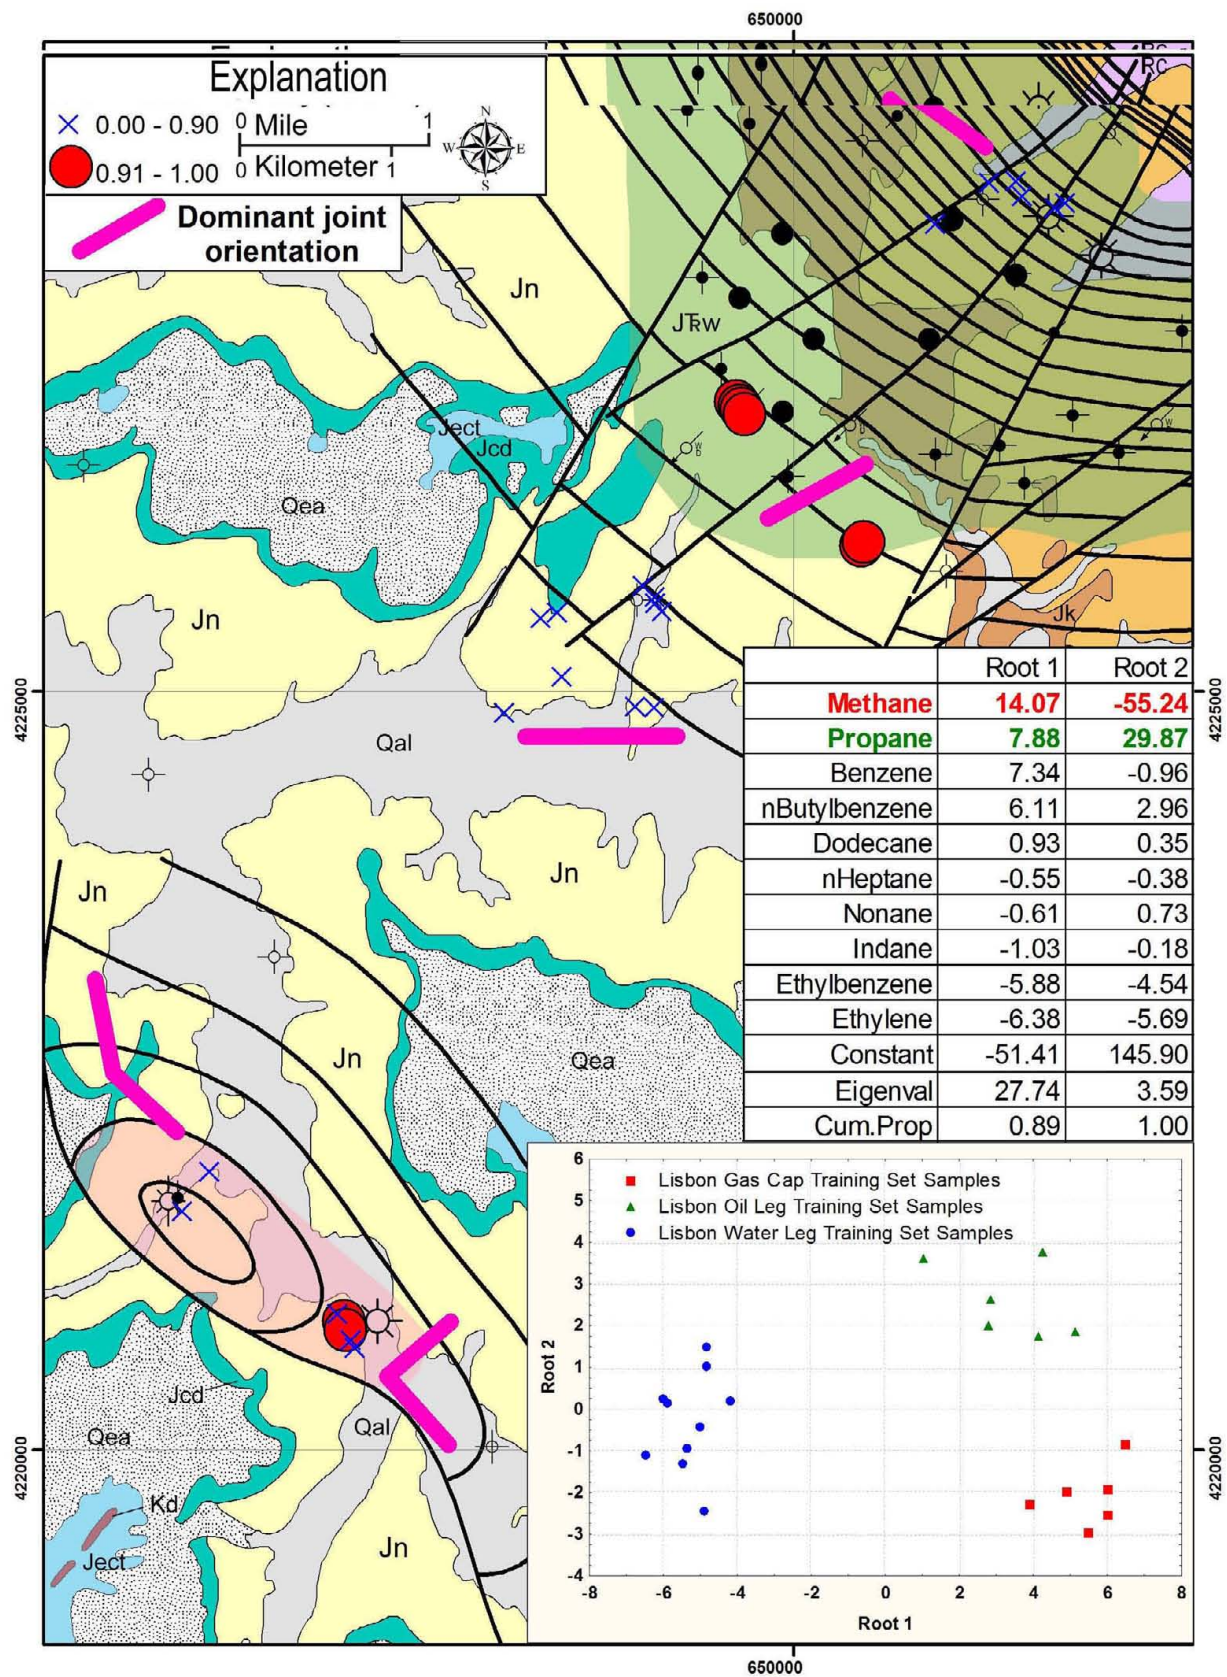 650000
RC
Explanation
0.00 - 0.90
0 Mile 1
0.91 - 1.00
0 Kilometer 1
N
W E
S
Dominant joint
orientation
Jn
JTRW
Ject
Jcd
Qea
Jn
Jk
4225000
4225000
Qal
Jn
Jn
Jn
Qea
Root 1 Root 2
Methane 14.07 -55.24
Propane 7.88 29.87
Benzene 7.34 -0.96
nButylbenzene 6.11 2.96
Dodecane 0.93 0.35
nHeptane -0.55 -0.38
Nonane -0.61 0.73
Indane -1.03 -0.18
Ethylbenzene -5.88 -4.54
Ethylene -6.38 -5.69
Constant -51.41 145.90
Eigenval 27.74 3.59
Cum.Prop 0.89 1.00
Jcd
Qea
Qal
4220000
4220000
Kd
Ject
Jn
Lisbon Gas Cap Training Set Samples
Lisbon Oil Leg Training Set Samples
Lisbon Water Leg Training Set Samples
6
5
4
3
2
1
0
-1
-2
-3
-4
Root 2
-8 -6 -4 -2 0 2 4 6 8
Root 1
650000